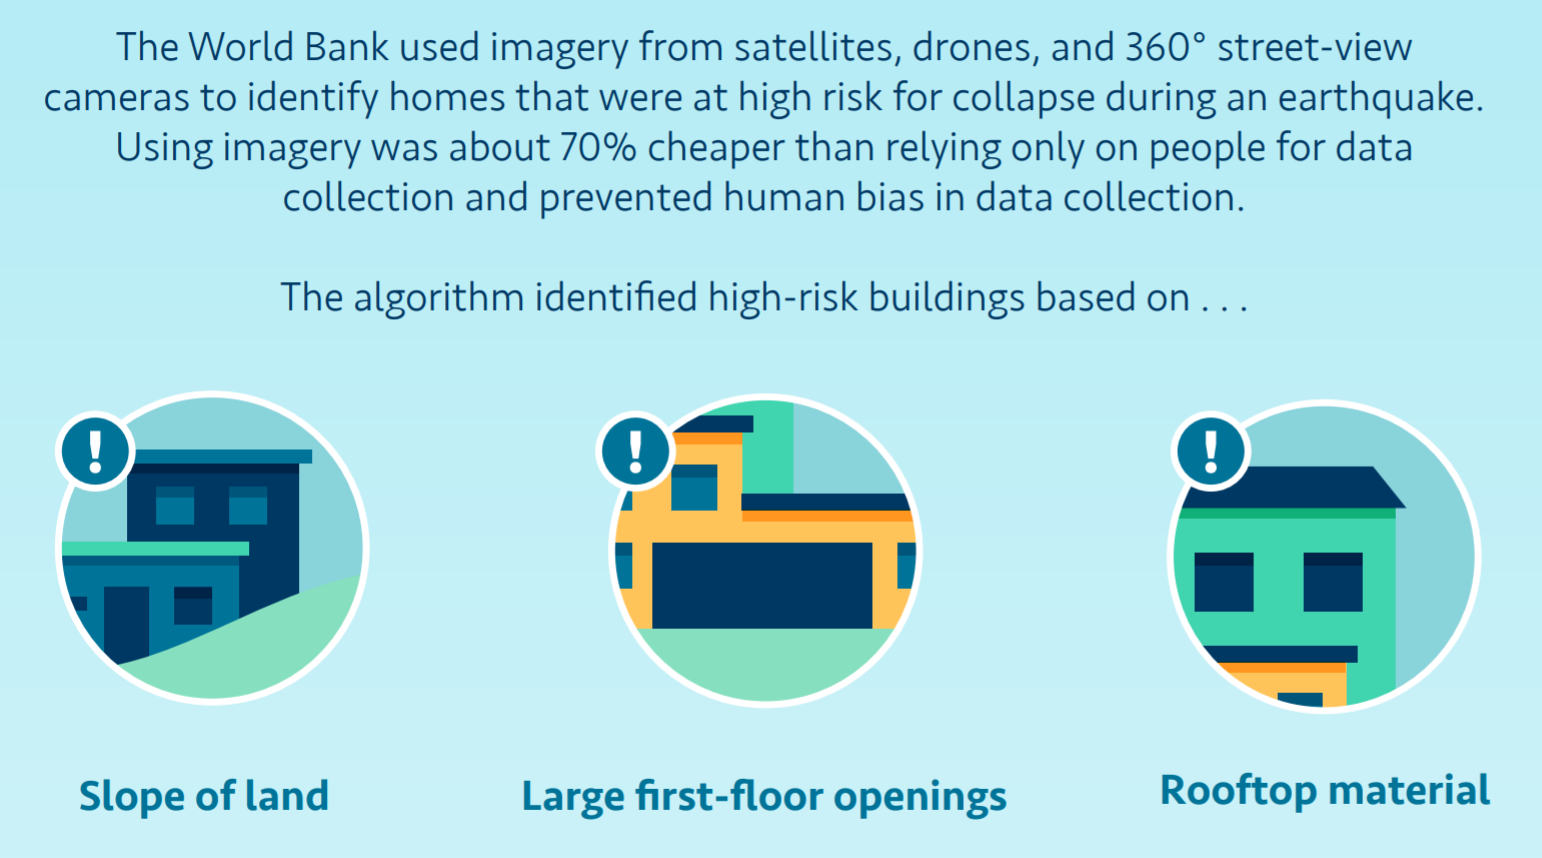 The World Bank used imagery from satellites, drones, and 360° street-view
cameras to identify homes that were at high risk for collapse during an earthquake.
Using imagery was about 70% cheaper than relying only on people for data
collection and prevented human bias in data collection.
The algorithm identified high-risk buildings based on . . .
!
!
!
Slope of land
Large first-floor openings
Rooftop material